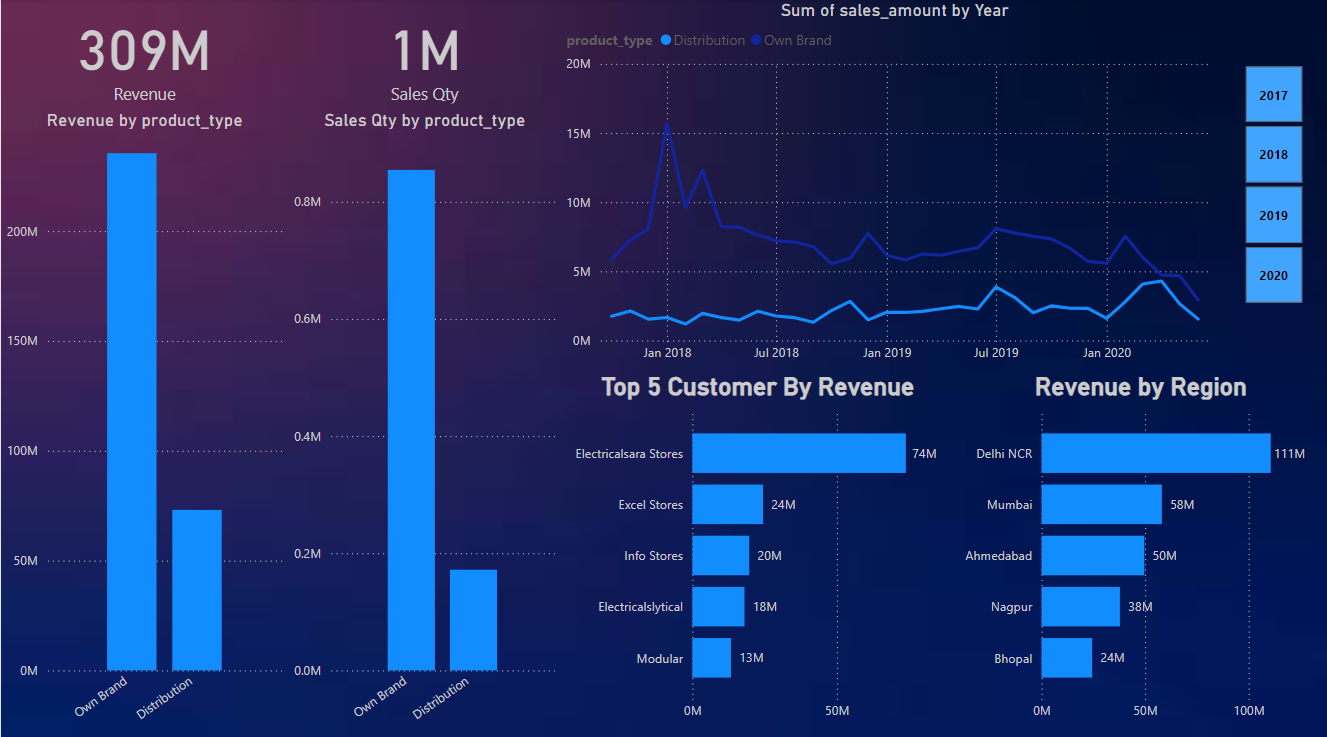 309M
Revenue
Revenue by product_type
200M
150M
100M
50M
0M
Own Brand
Distribution
1M
Sales Qty
Sales Qty by product_type
0.8M
0.6M
0.4M
0.2M
0.0M
Own Brand
Distribution
Sum of sales_amount by Year
product_type Distribution Own Brand
20M
15M
10M
5M
0M
Jan 2018 Jul 2018 Jan 2019 Jul 2019 Jan 2020
2017
2018
2019
2020
Top 5 Customer By Revenue
Electricalsara Stores 74M
Excel Stores 24M
Info Stores 20M
Electricalslytical 18M
Modular 13M
0M 50M
Revenue by Region
Delhi NCR 111M
Mumbai 58M
Ahmedabad 50M
Nagpur 38M
Bhopal 24M
0M 50M 100M